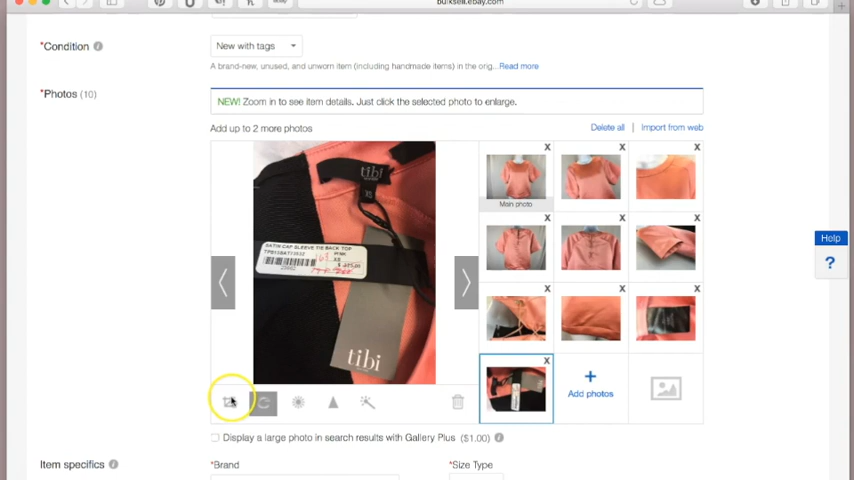 bulksell.ebay.com
*Condition
New with tags
A brand-new, unused, and unworn item (including handmade items) in the orig...Read more
*Photos (10)
NEW! Zoom in to see item details. Just click the selected photo to enlarge.
Add up to 2 more photos
Delete all | Import from web
tibi
XS
SATIN CAP SLEEVE TIE BACK TOP
PINK
XS
tibi
X
X
X
Main photo
X
X
X
X
X
X
X
+
Add photos
Help
?
Display a large photo in search results with Gallery Plus ($1.00)
Item specifics
*Brand
*Size Type